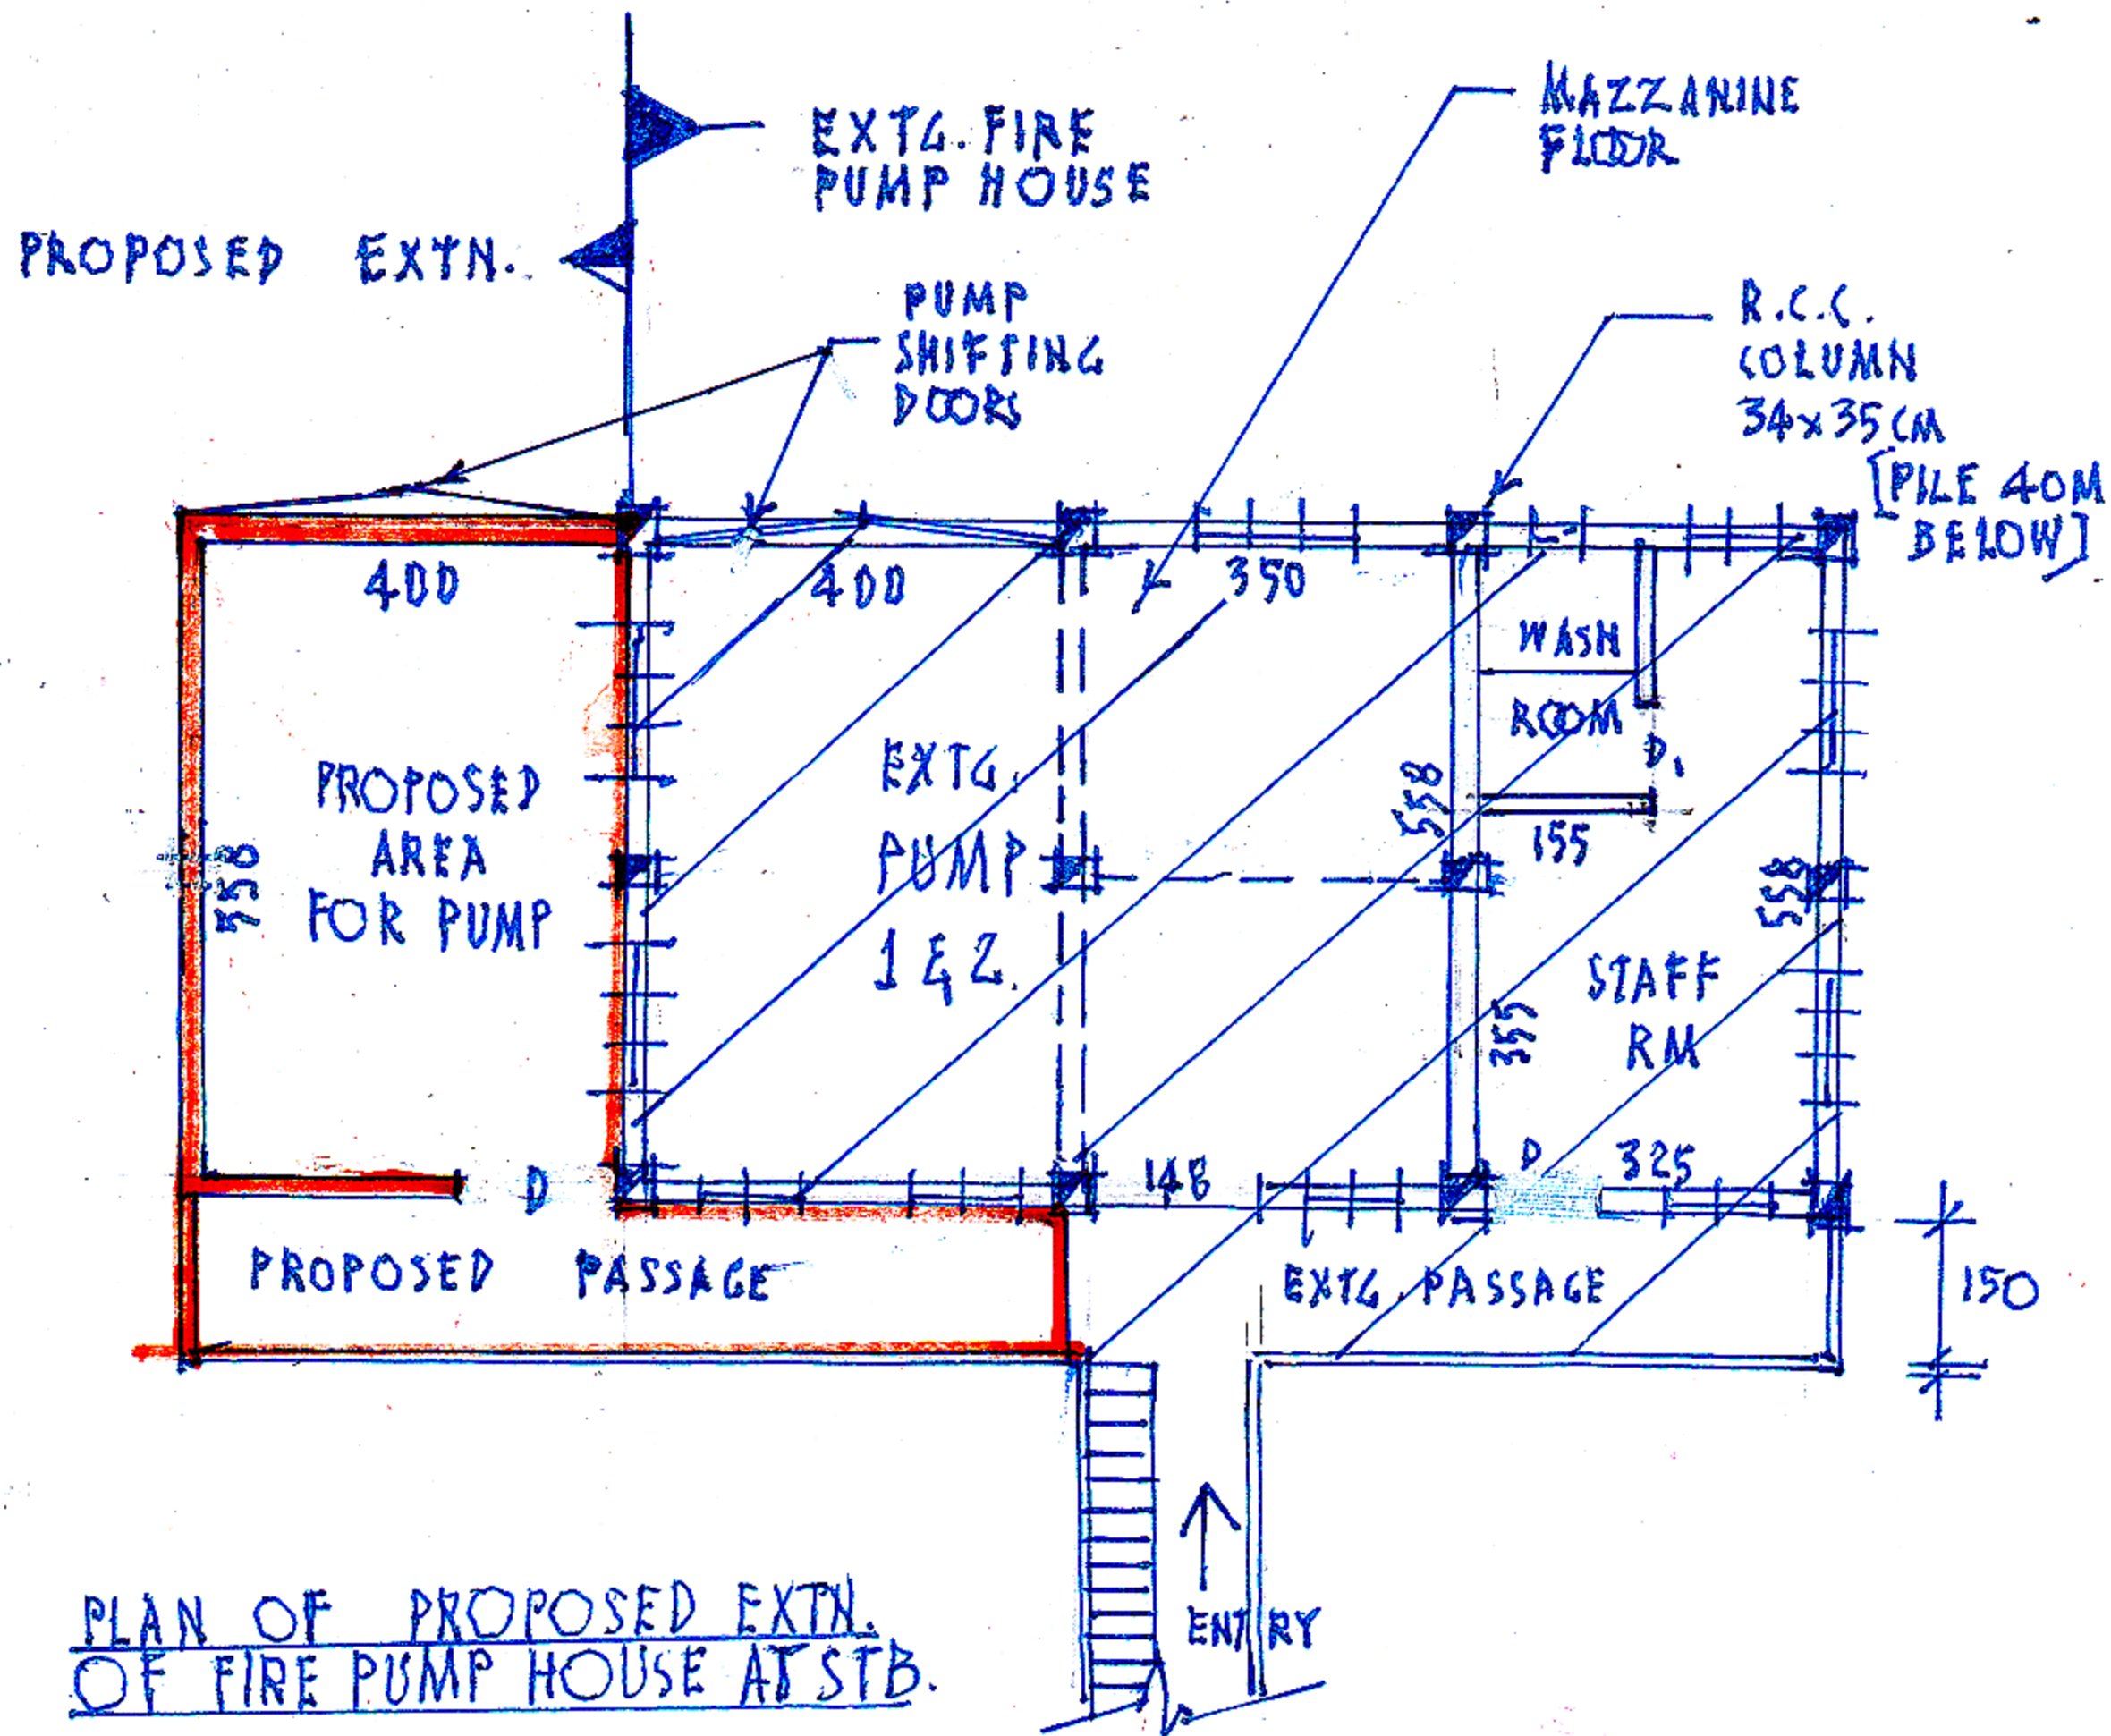 MAZZANINE
FLOOR
EXTG. FIRE
PUMP HOUSE
PROPOSED EXTN.
PUMP
SHIFTING
DOORS
R.C.C.
COLUMN
34x35 CM
[PILE 40M
BELOW]
400
400
350
WASH
ROOM
D1
155
PROPOSED
AREA
FOR PUMP
558
EXTG.
PUMP
1 & 2.
558
558
STAFF
RM
355
D
148
D
325
PROPOSED PASSAGE
EXTG. PASSAGE
150
ENTRY
PLAN OF PROPOSED EXTN.
OF FIRE PUMP HOUSE AT STB.